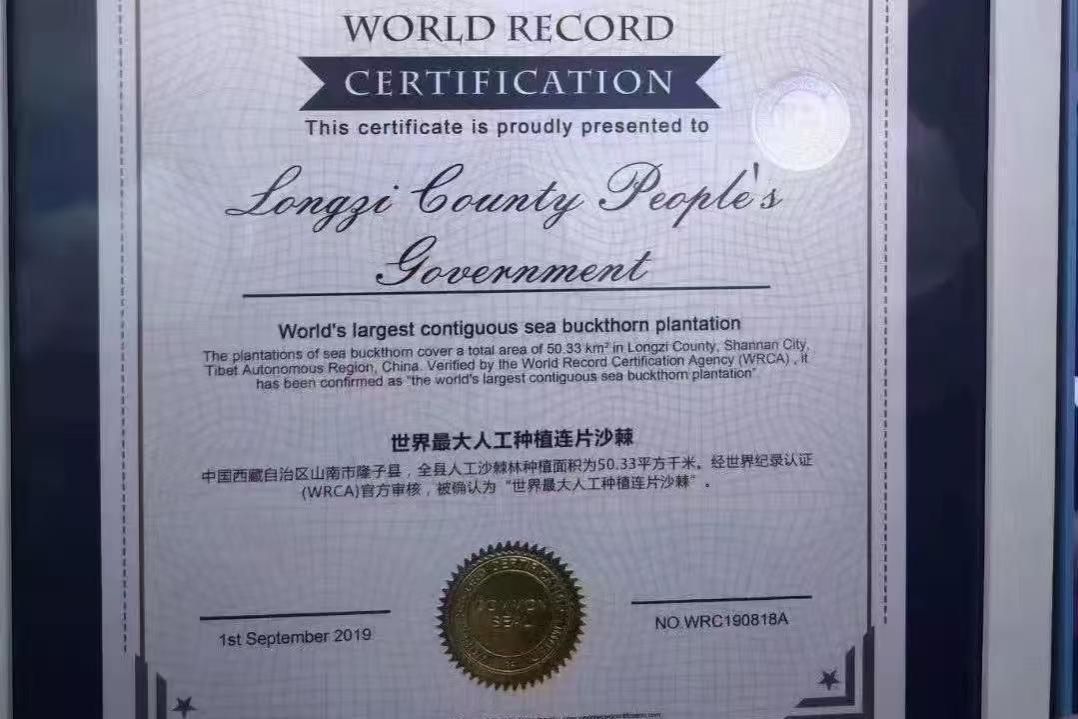 WORLD RECORD
CERTIFICATION
This certificate is proudly presented to
Longzi County People's
Government
World's largest contiguous sea buckthorn plantation
The plantations of sea buckthorn cover a total area of 50.33 km² in Longzi County, Shannan City,
Tibet Autonomous Region, China. Verified by the World Record Certification Agency (WRCA) , it
has been confirmed as "the world's largest contiguous sea buckthorn plantation".
世界最大人工种植连片沙棘
中国西藏自治区山南市隆子县，全县人工沙棘林种植面积为50.33平方千米。经世界纪录认证
(WRCA)官方审核，被确认为“世界最大人工种植连片沙棘”。
COMMON
SEAL
1st September 2019
NO.WRC190818A